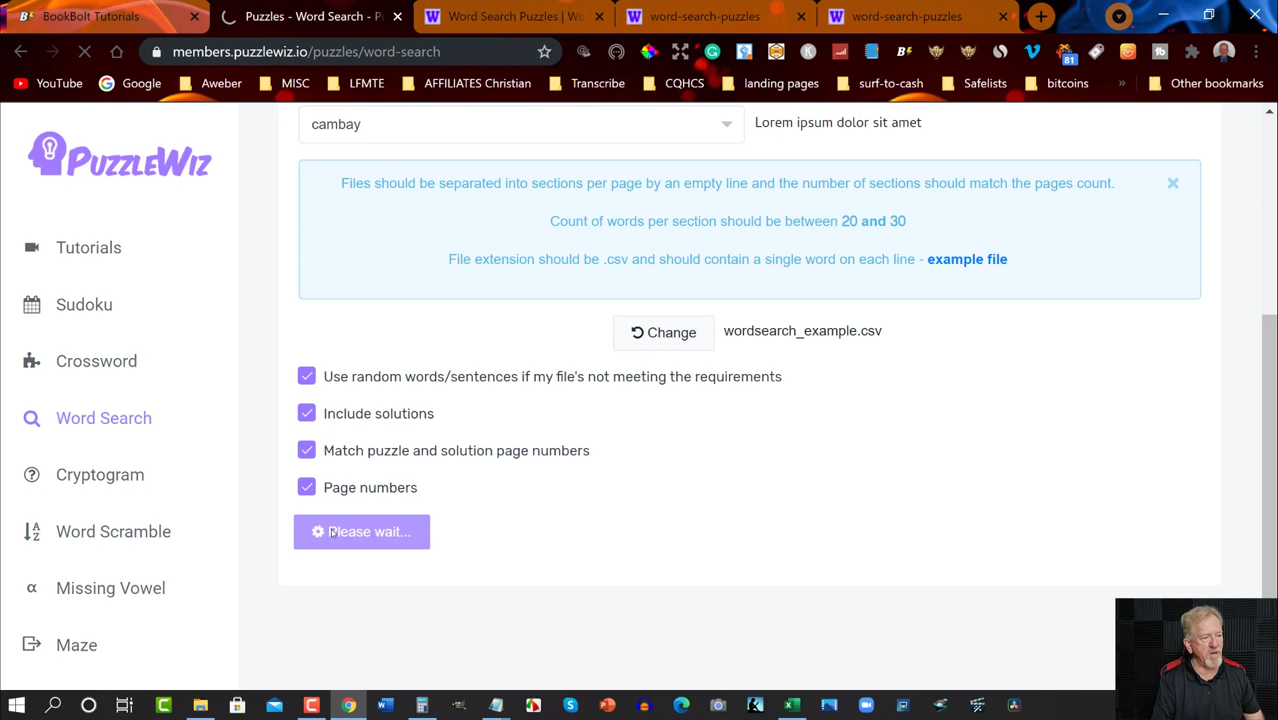 BookBolt Tutorials
Puzzles - Word Search - P
Word Search Puzzles | Wo
word-search-puzzles
word-search-puzzles
members.puzzlewiz.io/puzzles/word-search
81
YouTube
Google
Aweber
MISC
LFMTE
AFFILIATES Christian
Transcribe
CQHCS
landing pages
surf-to-cash
Safelists
bitcoins
»
Other bookmarks
PuzzleWiz
Tutorials
Sudoku
Crossword
Word Search
Cryptogram
Word Scramble
Missing Vowel
Maze
cambay
Lorem ipsum dolor sit amet
Files should be separated into sections per page by an empty line and the number of sections should match the pages count.
Count of words per section should be between 20 and 30
File extension should be .csv and should contain a single word on each line - example file
Change
wordsearch_example.csv
Use random words/sentences if my file's not meeting the requirements
Include solutions
Match puzzle and solution page numbers
Page numbers
Please wait...